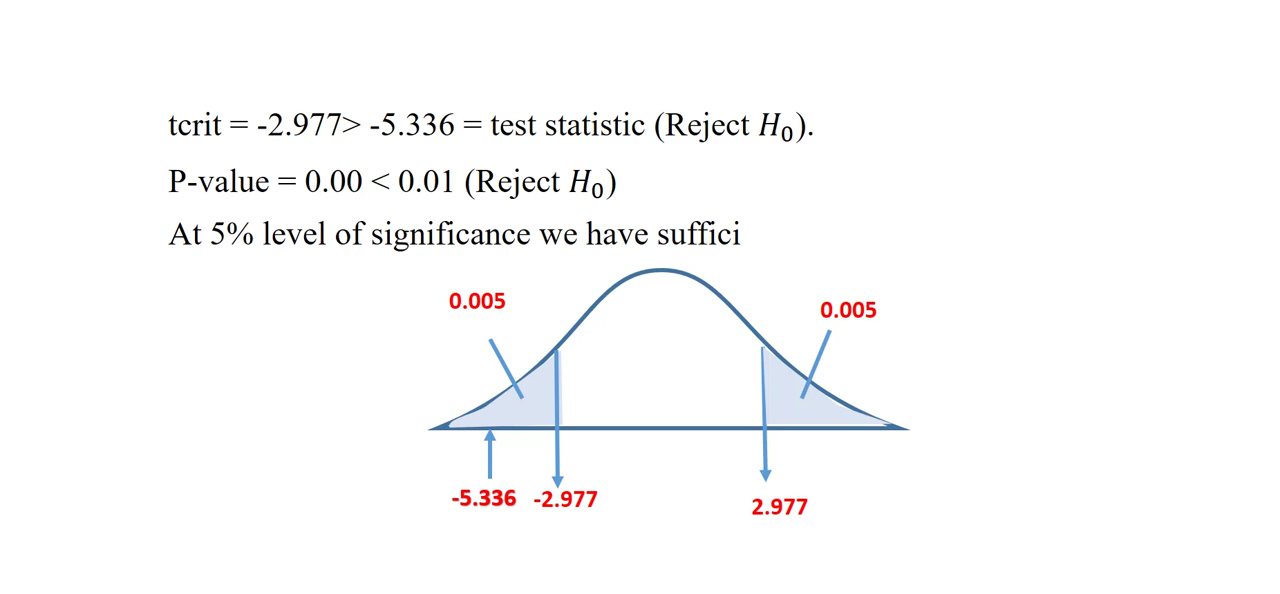 tcrit = -2.977> -5.336 = test statistic (Reject H₀).
P-value = 0.00 < 0.01 (Reject H₀)
At 5% level of significance we have suffici
0.005
0.005
-5.336
-2.977
2.977